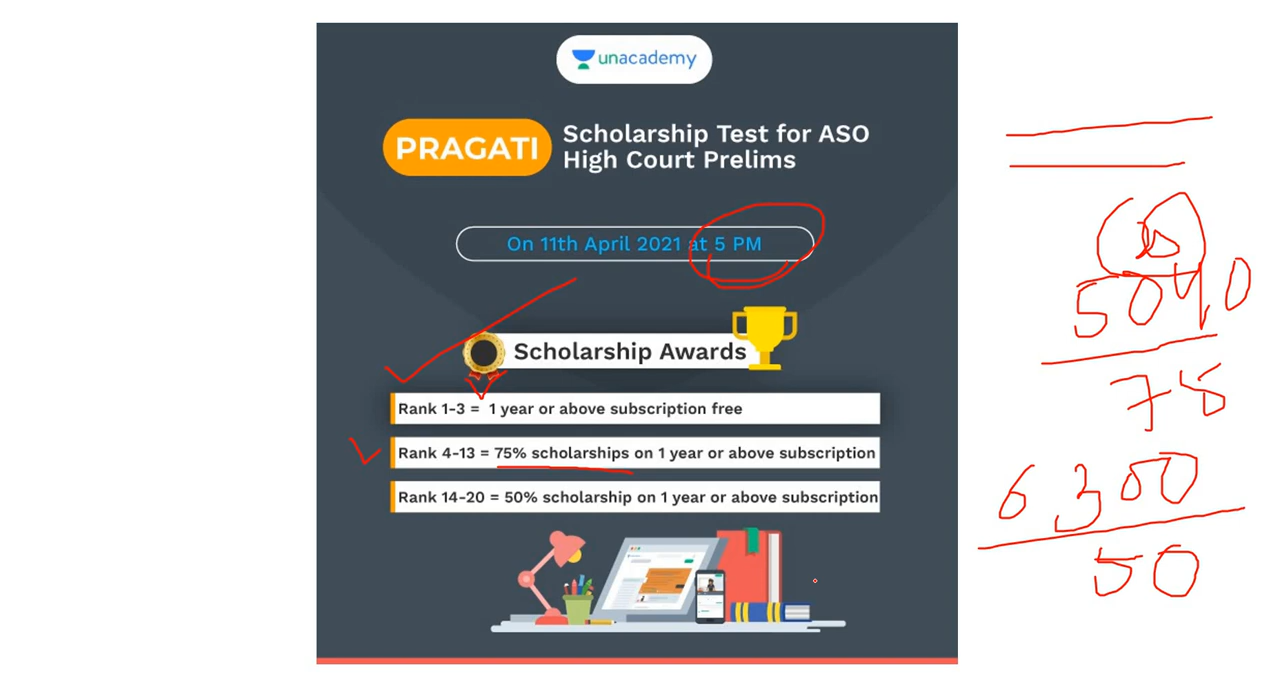 unacademy
PRAGATI
Scholarship Test for ASO
High Court Prelims
On 11th April 2021 at 5 PM
Scholarship Awards
Rank 1-3 = 1 year or above subscription free
Rank 4-13 = 75% scholarships on 1 year or above subscription
Rank 14-20 = 50% scholarship on 1 year or above subscription
5040
75
6300
50